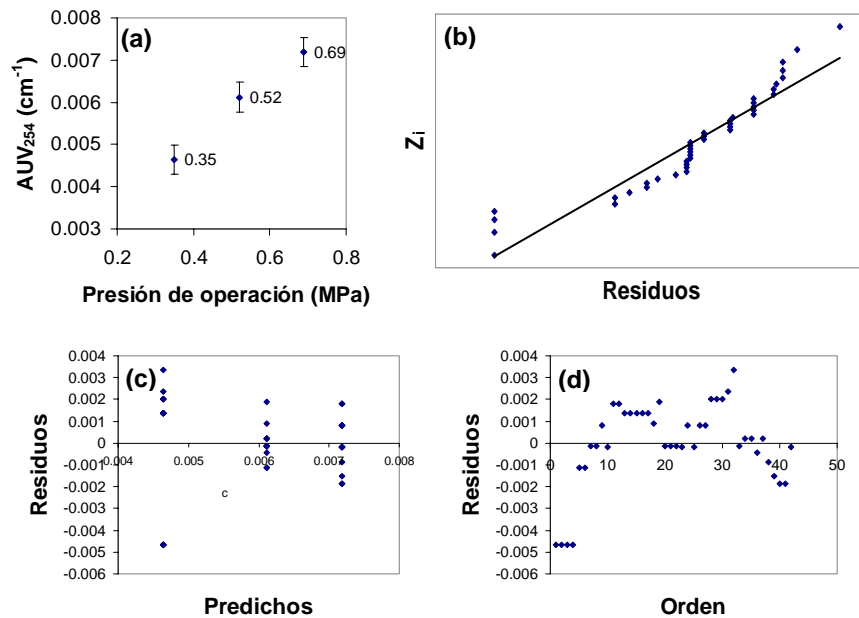 (a)
AUV254 (cm-1)
0.008
0.007
0.006
0.005
0.004
0.003
0.69
0.52
0.35
0.2 0.4 0.6 0.8
Presión de operación (MPa)
(b)
Zi
Residuos
(c)
Residuos
0.004
0.003
0.002
0.001
0
-0.001
-0.002
-0.003
-0.004
-0.005
-0.006
0.004 0.005 0.006 0.007 0.008
c
Predichos
(d)
Residuos
0.004
0.003
0.002
0.001
0
-0.001
-0.002
-0.003
-0.004
-0.005
-0.006
0 10 20 30 40 50
Orden